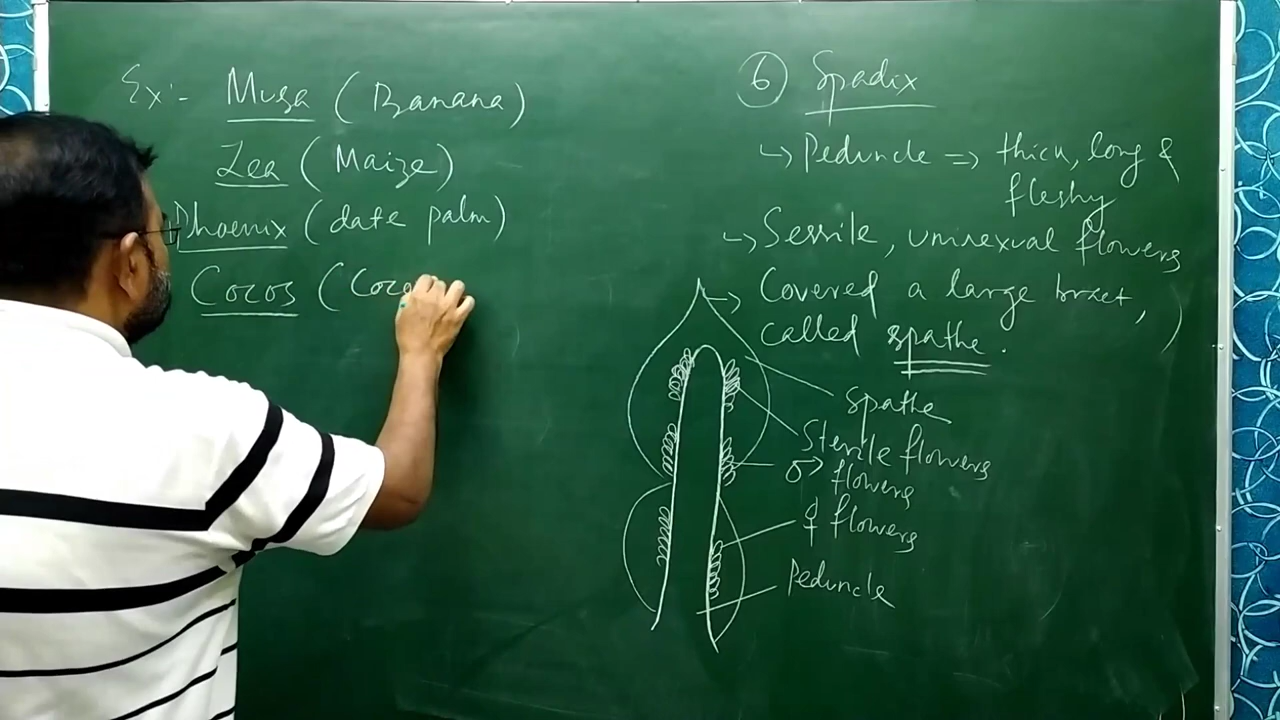 Ex:- Musa (Banana)
Zea (Maize)
Phoenix (date palm)
Cocos (Coco
⑥ Spadix
↳ Peduncle ⇒ thick, long &
fleshy
↳ Sessile, unisexual flowers
↳ Covered a large bract,
called spathe.
Spathe
Sterile flowers
♂ flowers
♀ flowers
Peduncle